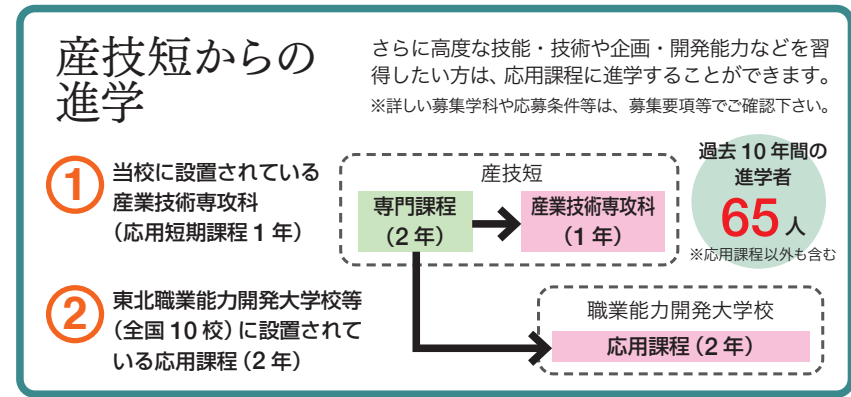 産技短からの
進学
さらに高度な技能・技術や企画・開発能力などを習
得したい方は、応用課程に進学することができます。
※詳しい募集学科や応募条件等は、募集要項等でご確認下さい。
1
当校に設置されている
産業技術専攻科
（応用短期課程 1 年）
産技短
専門課程
（2 年）
産業技術専攻科
（1 年）
過去 10 年間の
進学者
65 人
※応用課程以外も含む
2
東北職業能力開発大学校等
（全国 10 校）に設置されて
いる応用課程（2 年）
職業能力開発大学校
応用課程（2 年）